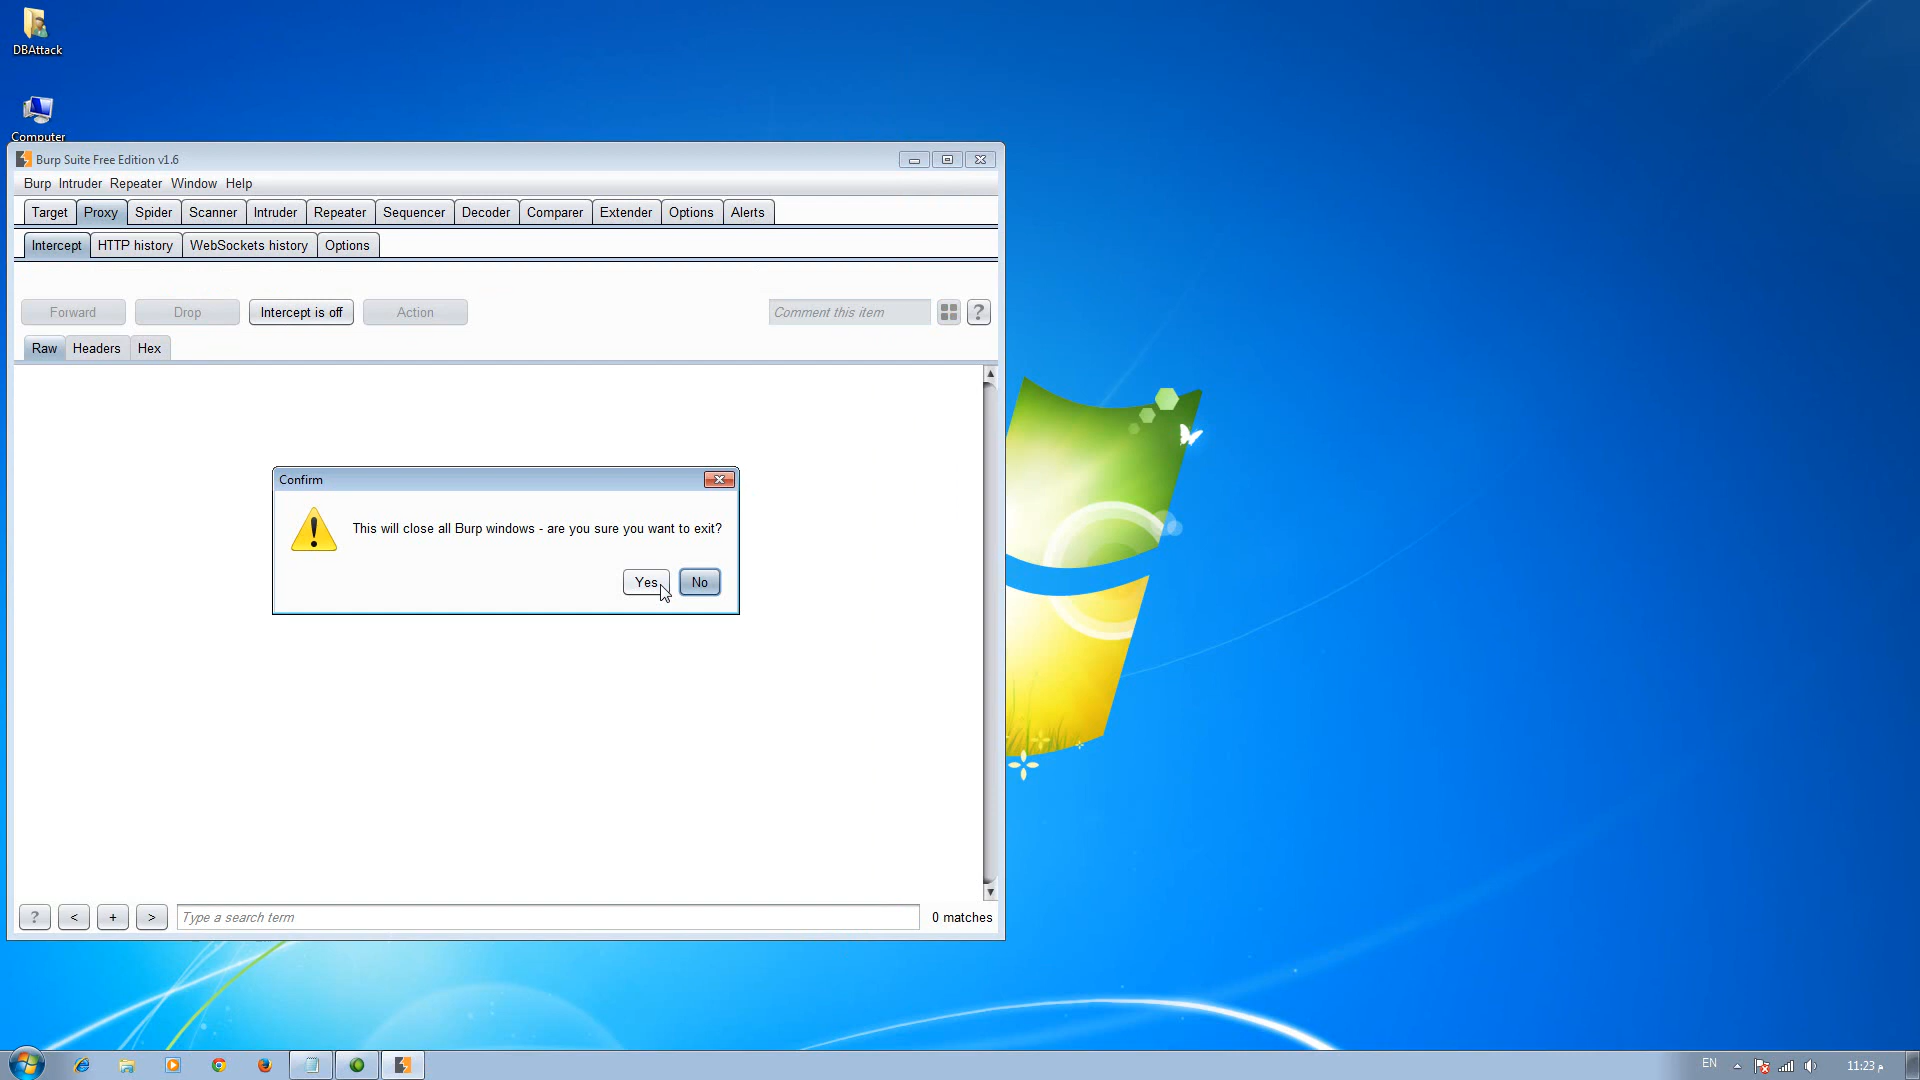 DBAttack
Computer
Burp Suite Free Edition v1.6
Burp Intruder Repeater Window Help
Target Proxy Spider Scanner Intruder Repeater Sequencer Decoder Comparer Extender Options Alerts
Intercept HTTP history WebSockets history Options
Forward Drop Intercept is off Action Comment this item ?
Raw Headers Hex
Confirm
This will close all Burp windows - are you sure you want to exit?
Yes No
? < + > Type a search term 0 matches
EN 11:23 م